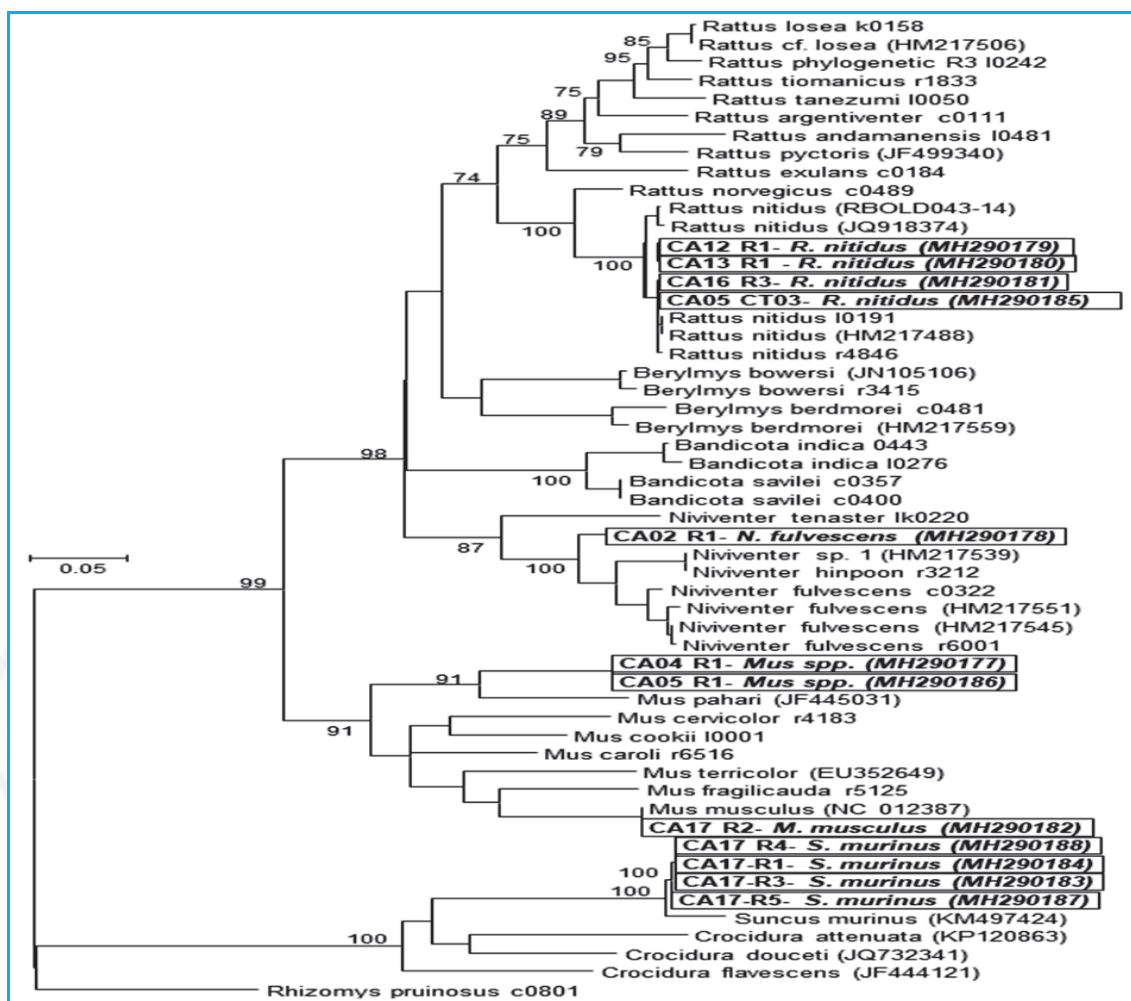 Rattus losea k0158
85
Rattus cf. losea (HM217506)
95
Rattus phylogenetic R3 l0242
Rattus tiomanicus r1833
75
Rattus tanezumi l0050
89
Rattus argentiventer c0111
75
Rattus andamanensis l0481
79
Rattus pyctoris (JF499340)
74
Rattus exulans c0184
Rattus norvegicus c0489
Rattus nitidus (RBOLD043-14)
100
Rattus nitidus (JQ918374)
CA12 R1- R. nitidus (MH290179)
100
CA13 R1 - R. nitidus (MH290180)
CA16 R3- R. nitidus (MH290181)
CA05 CT03- R. nitidus (MH290185)
Rattus nitidus l0191
Rattus nitidus (HM217488)
Rattus nitidus r4846
Berylmys bowersi (JN105106)
Berylmys bowersi r3415
Berylmys berdmorei c0481
Berylmys berdmorei (HM217559)
98
Bandicota indica 0443
Bandicota indica l0276
100
Bandicota savilei c0357
Bandicota savilei c0400
Niviventer tenaster lk0220
87
CA02 R1- N. fulvescens (MH290178)
0.05
100
Niviventer sp. 1 (HM217539)
Niviventer hinpoon r3212
99
Niviventer fulvescens c0322
Niviventer fulvescens (HM217551)
Niviventer fulvescens (HM217545)
Niviventer fulvescens r6001
CA04 R1- Mus spp. (MH290177)
91
CA05 R1- Mus spp. (MH290186)
Mus pahari (JF445031)
91
Mus cervicolor r4183
Mus cookii l0001
Mus caroli r6516
Mus terricolor (EU352649)
Mus fragilicauda r5125
Mus musculus (NC 012387)
CA17 R2- M. musculus (MH290182)
CA17 R4- S. murinus (MH290188)
100
CA17-R1- S. murinus (MH290184)
100
CA17-R3- S. murinus (MH290183)
CA17-R5- S. murinus (MH290187)
Suncus murinus (KM497424)
100
Crocidura attenuata (KP120863)
Crocidura douceti (JQ732341)
Crocidura flavescens (JF444121)
Rhizomys pruinosus c0801